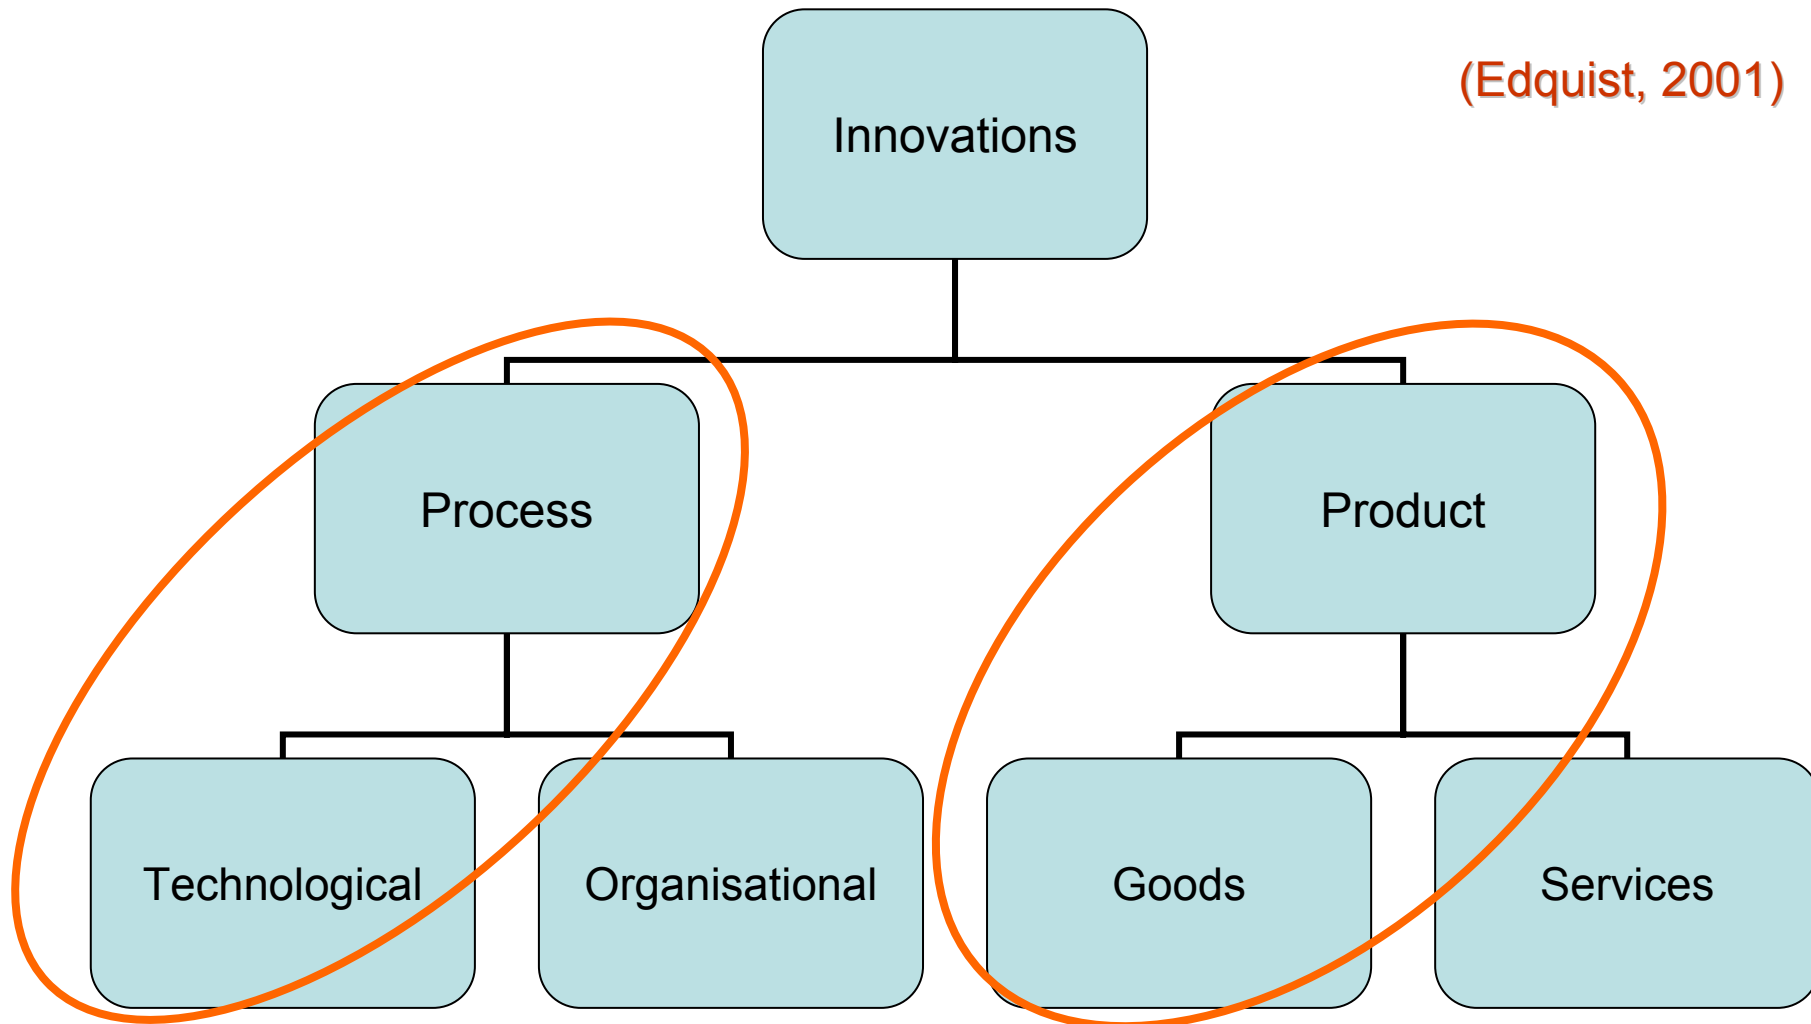 Innovations
(Edquist, 2001)
Process
Product
Technological
Organisational
Goods
Services